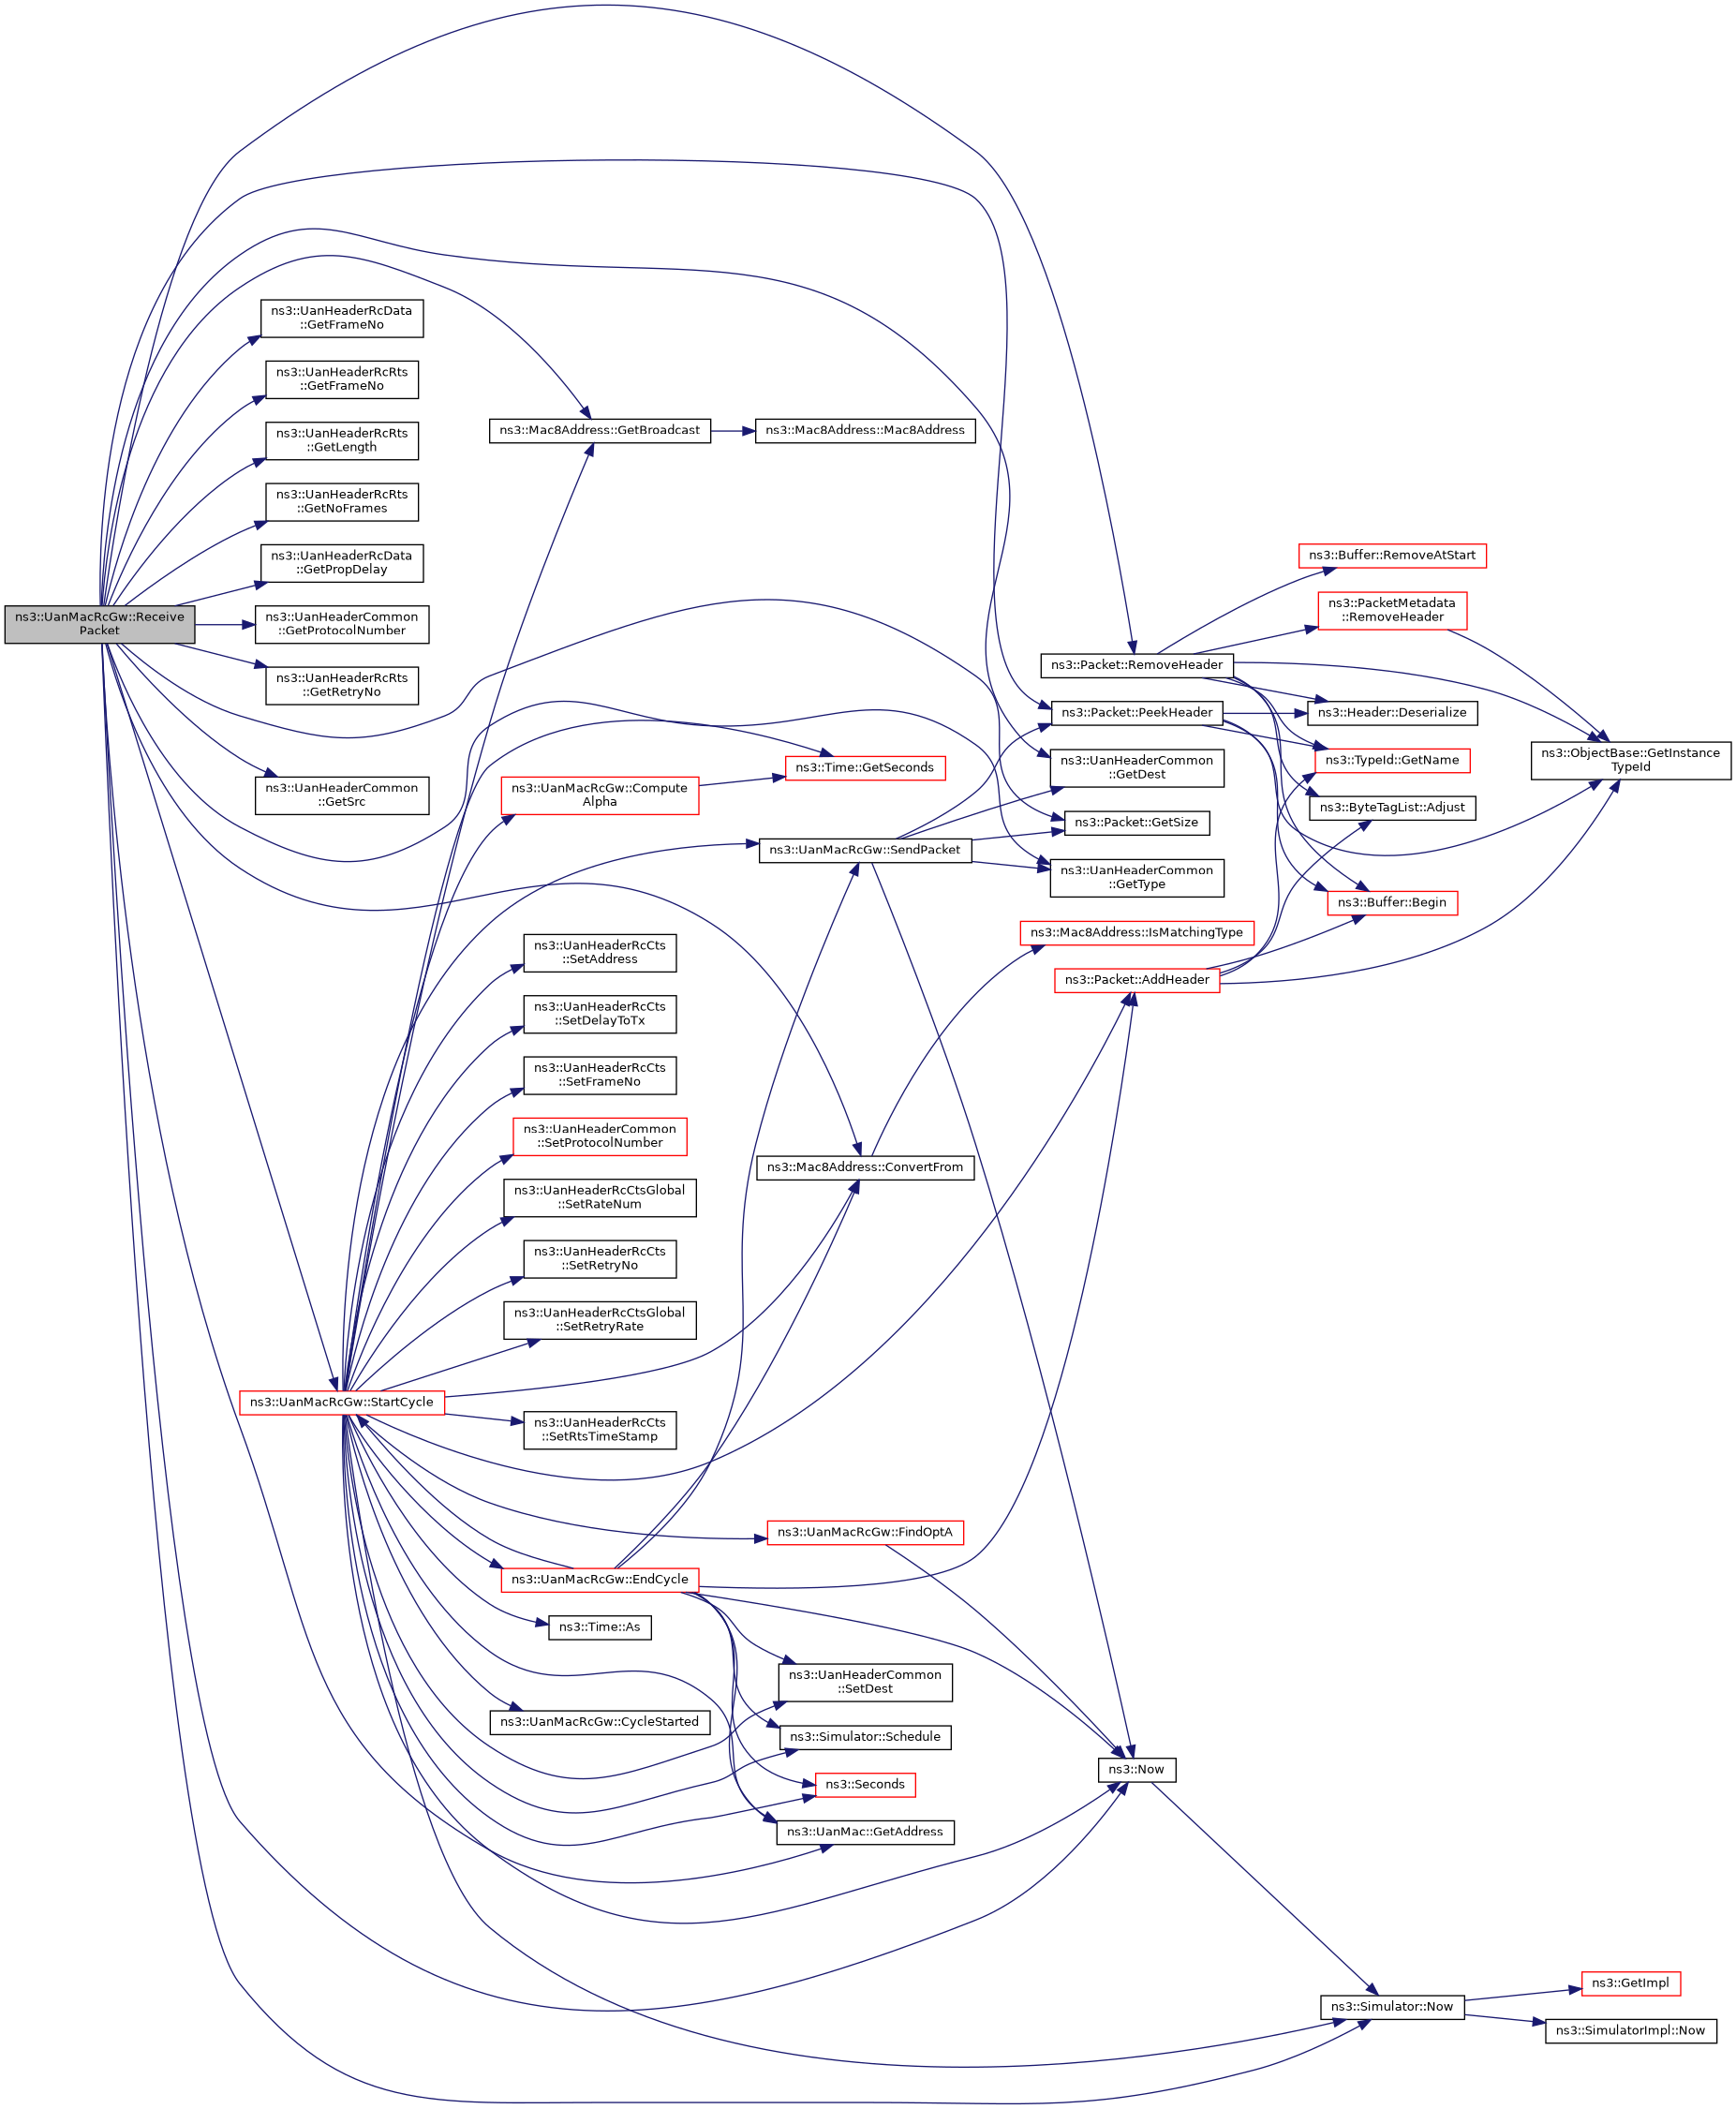 ns3::UanMacRcGw::Receive
Packet
ns3::UanHeaderRcData
::GetFrameNo
ns3::UanHeaderRcRts
::GetFrameNo
ns3::UanHeaderRcRts
::GetLength
ns3::UanHeaderRcRts
::GetNoFrames
ns3::UanHeaderRcData
::GetPropDelay
ns3::UanHeaderCommon
::GetProtocolNumber
ns3::UanHeaderRcRts
::GetRetryNo
ns3::UanHeaderCommon
::GetSrc
ns3::UanMacRcGw::StartCycle
ns3::Mac8Address::GetBroadcast
ns3::Mac8Address::Mac8Address
ns3::UanMacRcGw::Compute
Alpha
ns3::Time::GetSeconds
ns3::UanMacRcGw::SendPacket
ns3::UanHeaderRcCts
::SetAddress
ns3::UanHeaderRcCts
::SetDelayToTx
ns3::UanHeaderRcCts
::SetFrameNo
ns3::UanHeaderCommon
::SetProtocolNumber
ns3::UanHeaderRcCtsGlobal
::SetRateNum
ns3::UanHeaderRcCts
::SetRetryNo
ns3::UanHeaderRcCtsGlobal
::SetRetryRate
ns3::UanHeaderRcCts
::SetRtsTimeStamp
ns3::Mac8Address::ConvertFrom
ns3::UanMacRcGw::FindOptA
ns3::UanMacRcGw::EndCycle
ns3::Time::As
ns3::UanMacRcGw::CycleStarted
ns3::UanHeaderCommon
::SetDest
ns3::Simulator::Schedule
ns3::Seconds
ns3::UanMac::GetAddress
ns3::Packet::RemoveHeader
ns3::Packet::PeekHeader
ns3::UanHeaderCommon
::GetDest
ns3::Packet::GetSize
ns3::UanHeaderCommon
::GetType
ns3::Mac8Address::IsMatchingType
ns3::Packet::AddHeader
ns3::Now
ns3::Buffer::RemoveAtStart
ns3::PacketMetadata
::RemoveHeader
ns3::Header::Deserialize
ns3::TypeId::GetName
ns3::ByteTagList::Adjust
ns3::Buffer::Begin
ns3::ObjectBase::GetInstance
TypeId
ns3::Simulator::Now
ns3::GetImpl
ns3::SimulatorImpl::Now